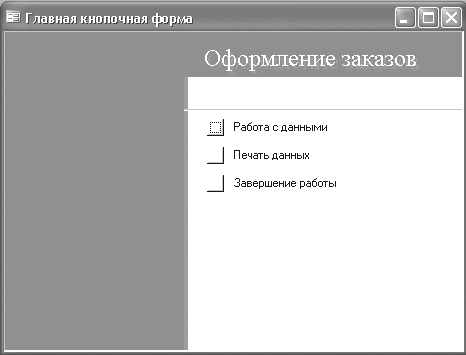 Главная кнопочная форма
Оформление заказов
Работа с данными
Печать данных
Завершение работы